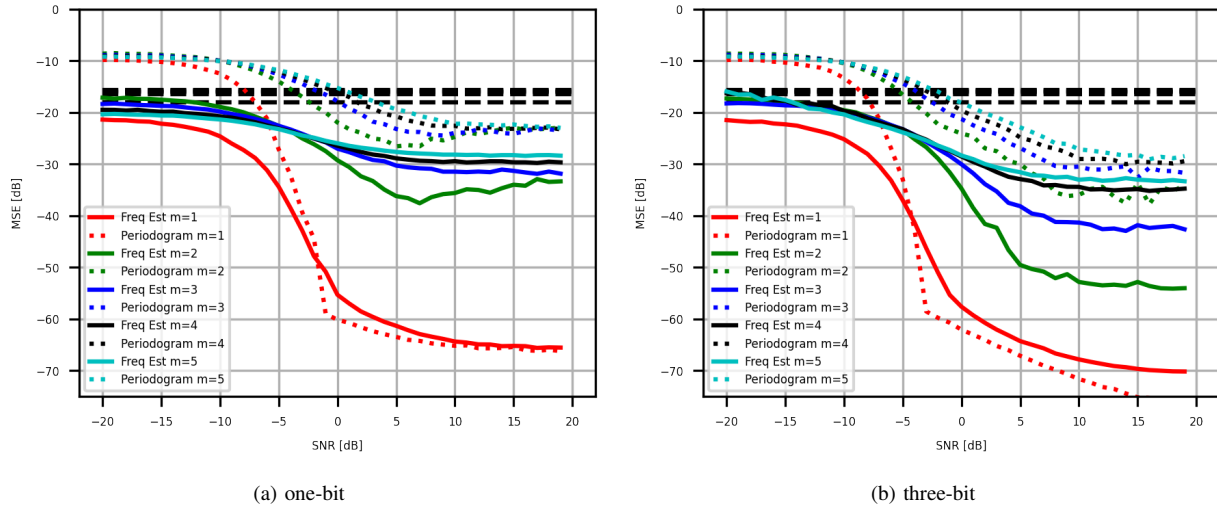 0
−10
−20
−30
−40
−50
−60
−70
MSE [dB]
Freq Est m=1
Periodogram m=1
Freq Est m=2
Periodogram m=2
Freq Est m=3
Periodogram m=3
Freq Est m=4
Periodogram m=4
Freq Est m=5
Periodogram m=5
−20 −15 −10 −5 0 5 10 15 20
SNR [dB]
(a) one-bit
0
−10
−20
−30
−40
−50
−60
−70
MSE [dB]
Freq Est m=1
Periodogram m=1
Freq Est m=2
Periodogram m=2
Freq Est m=3
Periodogram m=3
Freq Est m=4
Periodogram m=4
Freq Est m=5
Periodogram m=5
−20 −15 −10 −5 0 5 10 15 20
SNR [dB]
(b) three-bit